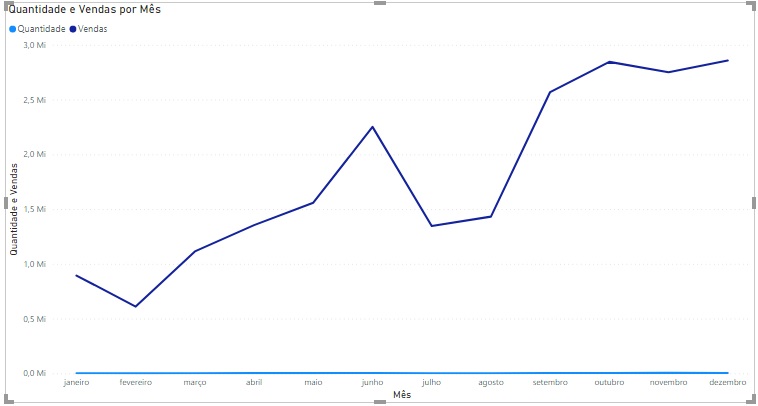 Quantidade e Vendas por Mês
Quantidade Vendas
3,0 Mi
2,5 Mi
2,0 Mi
1,5 Mi
1,0 Mi
0,5 Mi
0,0 Mi
Quantidade e Vendas
janeiro fevereiro março abril maio junho julho agosto setembro outubro novembro dezembro
Mês